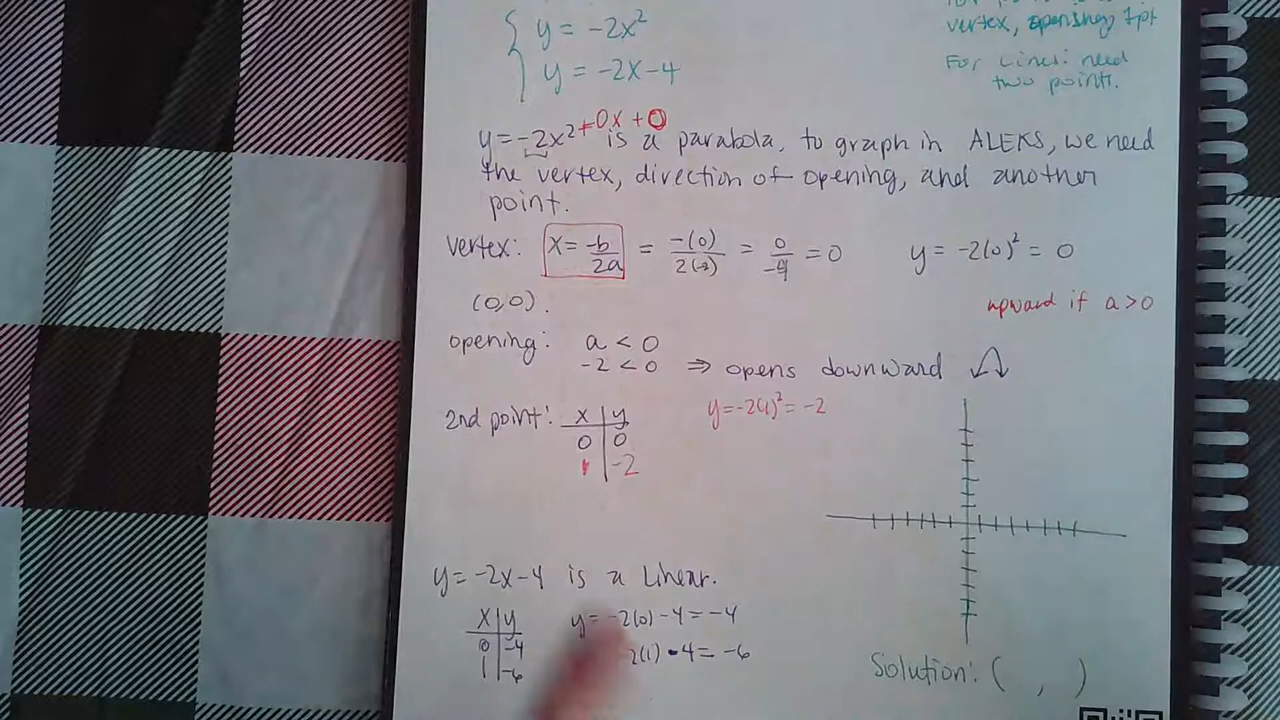 vertex, opening, 1pt
For Lines: need
two points.
y = -2x²
y = -2x-4
y = -2x²+0x+0 is a parabola, to graph in ALEKS, we need
the vertex, direction of opening, and another
point.
vertex: x = -b/2a = -(0)/2(-2) = 0/-4 = 0 y = -2(0)² = 0
(0,0).
upward if a>0
opening: a < 0
-2 < 0 ⇒ opens downward
2nd point: x | y y=-2(1)²=-2
0 | 0
1 | -2
y = -2x-4 is a Linear.
x | y y = -2(0)-4 = -4
0 | -4 2(1)-4 = -6
1 | -6
Solution: ( , )